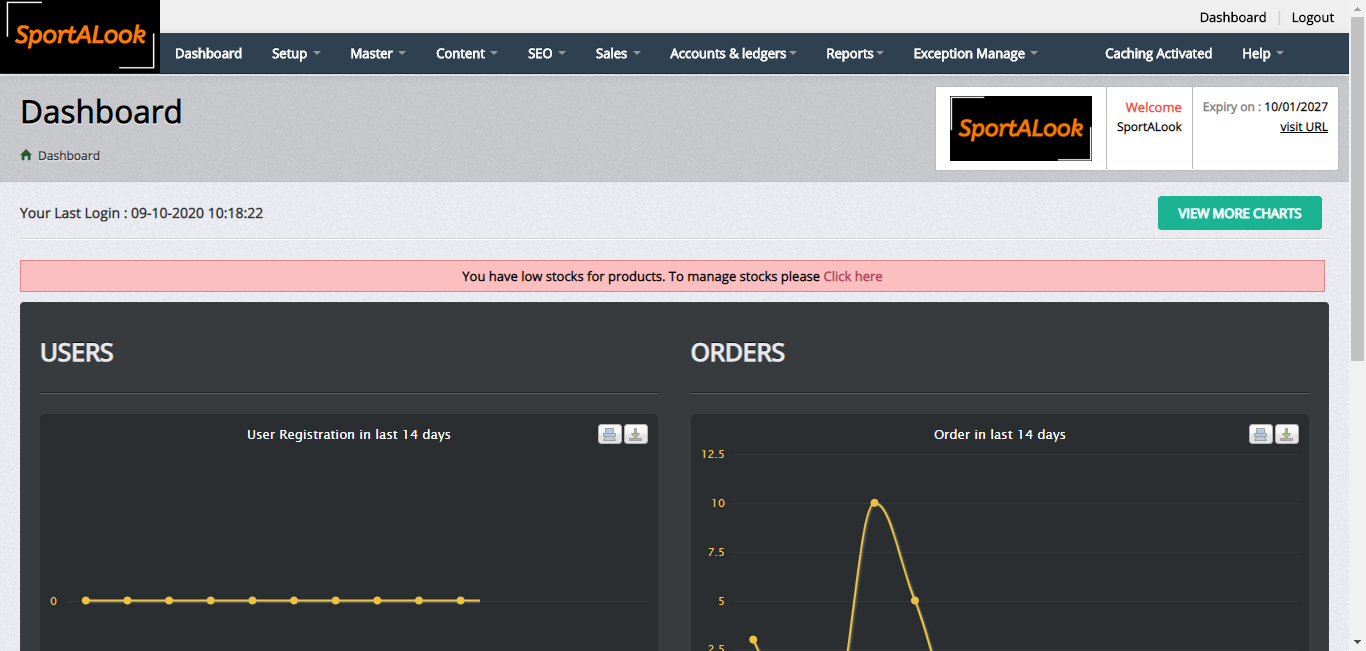 SportALook
Dashboard Logout
Dashboard Setup Master Content SEO Sales Accounts & ledgers Reports Exception Manage Caching Activated Help
Dashboard
Dashboard
SportALook
Welcome
SportALook
Expiry on : 10/01/2027
visit URL
Your Last Login : 09-10-2020 10:18:22
VIEW MORE CHARTS
You have low stocks for products. To manage stocks please Click here
USERS
User Registration in last 14 days
0
ORDERS
Order in last 14 days
12.5
10
7.5
5
2.5